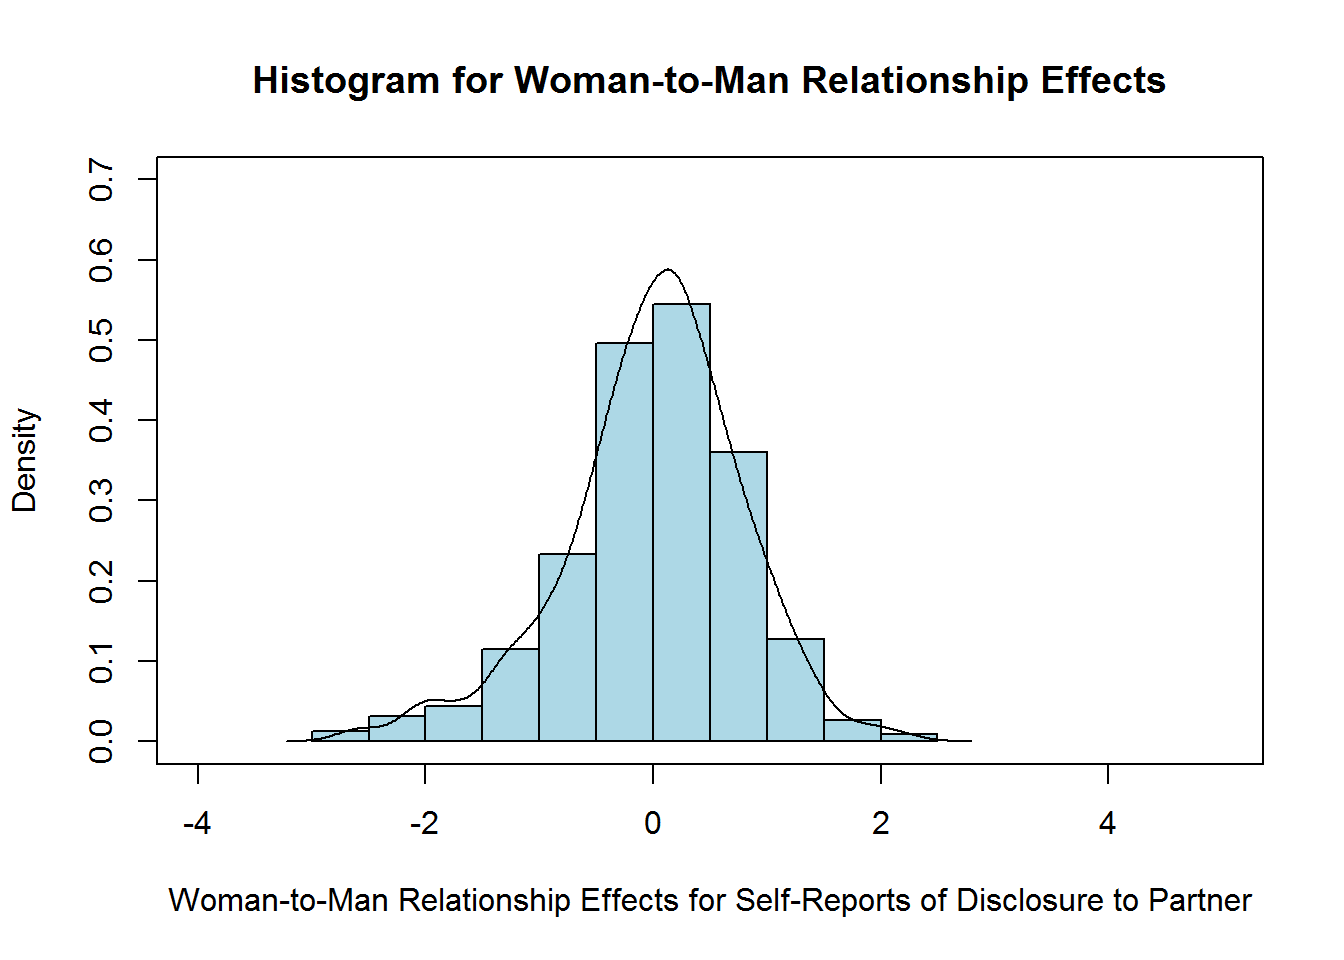 Histogram for Woman-to-Man Relationship Effects
Density
0.7
0.6
0.5
0.4
0.3
0.2
0.1
0.0
-4 -2 0 2 4
Woman-to-Man Relationship Effects for Self-Reports of Disclosure to Partner